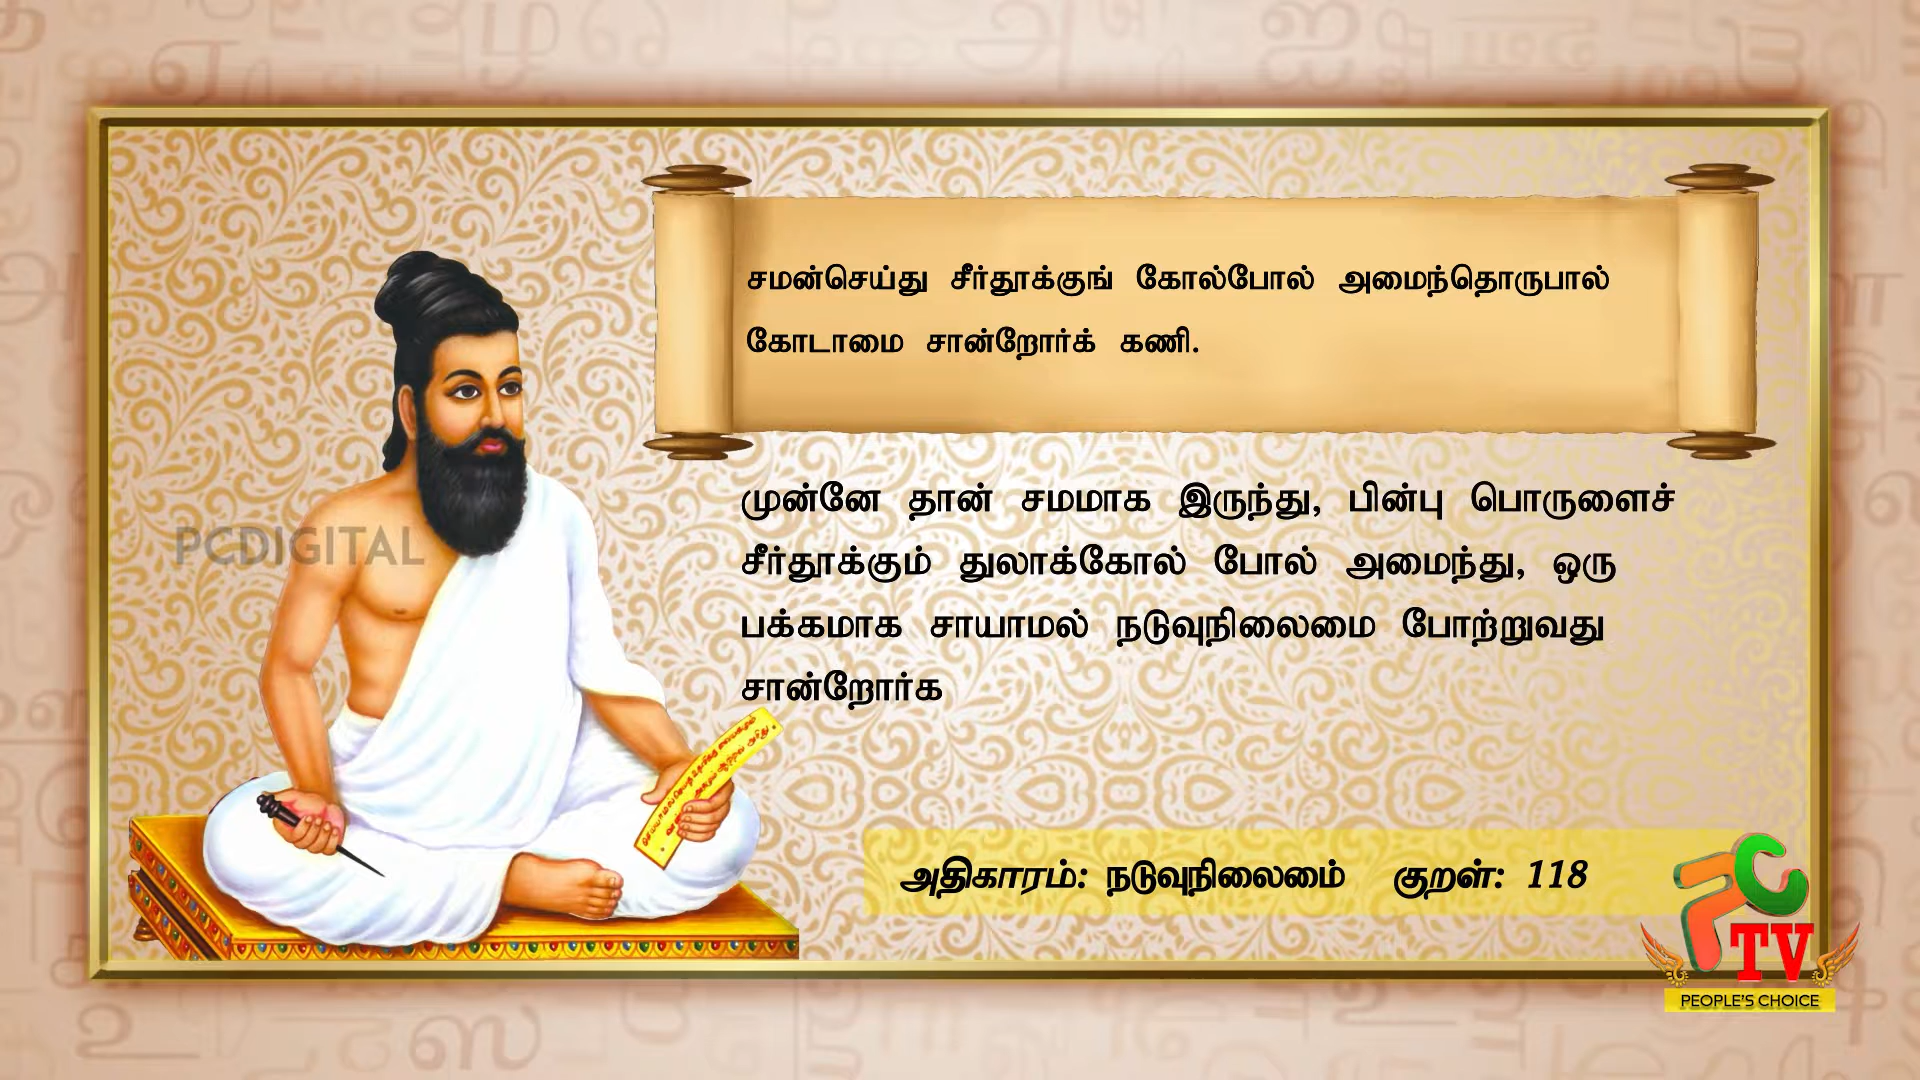 சமன்செய்து சீர்தூக்குங் கோல்போல் அமைந்தொருபால்
கோடாமை சான்றோர்க் கணி.
முன்னே தான் சமமாக இருந்து, பின்பு பொருளைச்
சீர்தூக்கும் துலாக்கோல் போல் அமைந்து, ஒரு
பக்கமாக சாயாமல் நடுவுநிலைமை போற்றுவது
சான்றோர்க
PCDIGITAL
அதிகாரம்: நடுவுநிலைமை் குறள்: 118
PC
TV
PEOPLE'S CHOICE